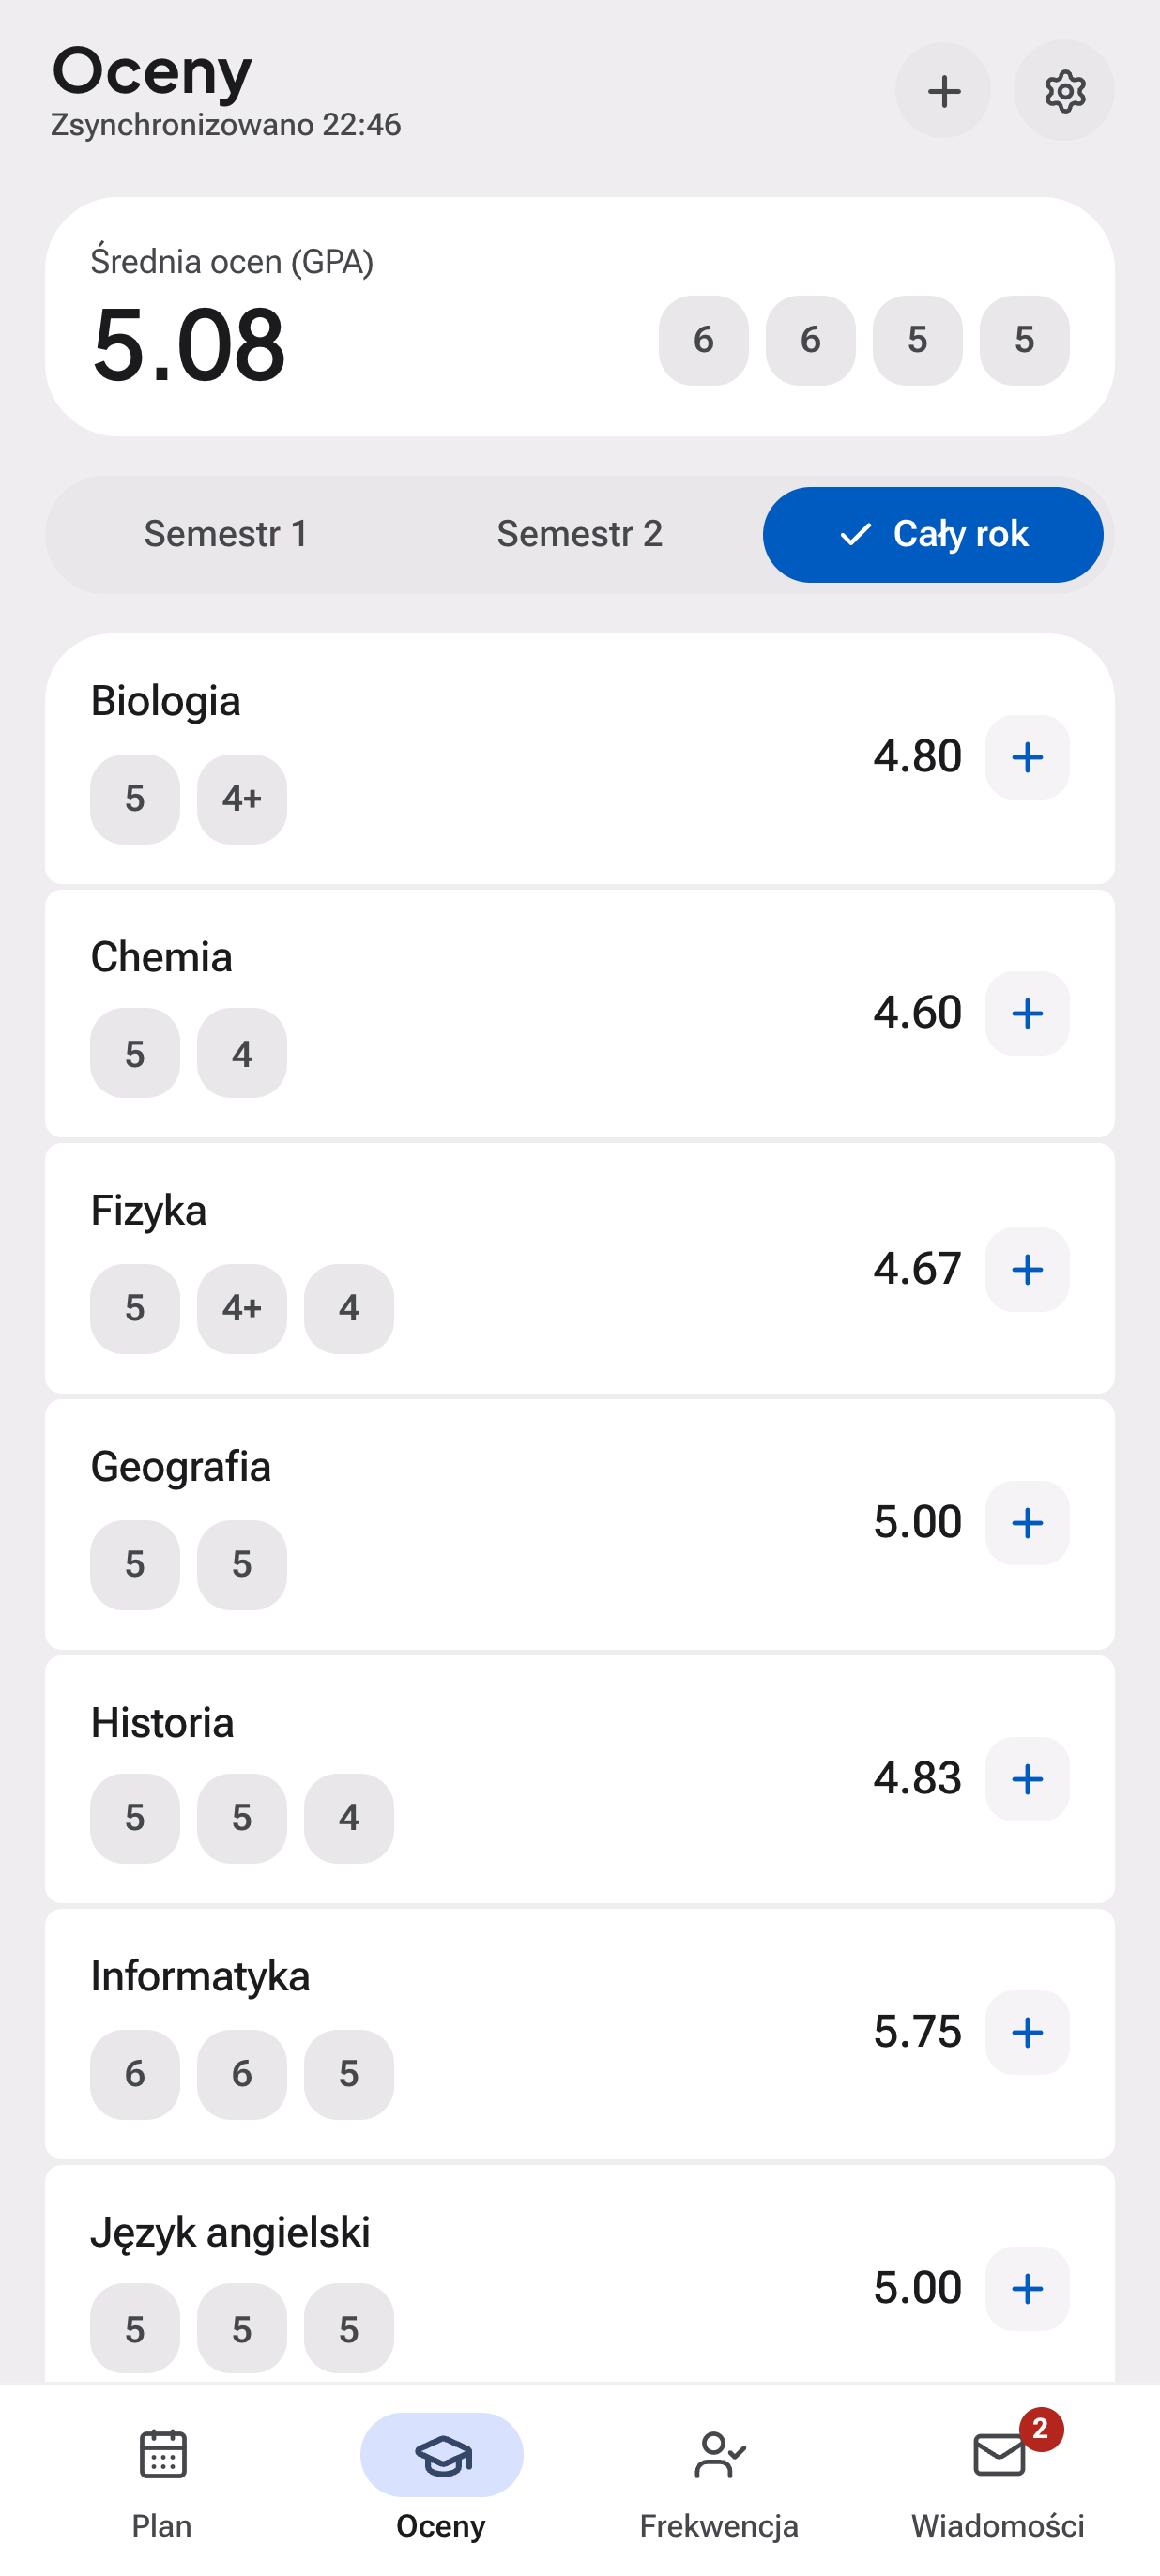 Oceny
Zsynchronizowano 22:46
Średnia ocen (GPA)
5.08
6 6 5 5
Semestr 1 Semestr 2 Cały rok
Biologia
5 4+
4.80
Chemia
5 4
4.60
Fizyka
5 4+ 4
4.67
Geografia
5 5
5.00
Historia
5 5 4
4.83
Informatyka
6 6 5
5.75
Język angielski
5 5 5
5.00
2
Plan Oceny Frekwencja Wiadomości